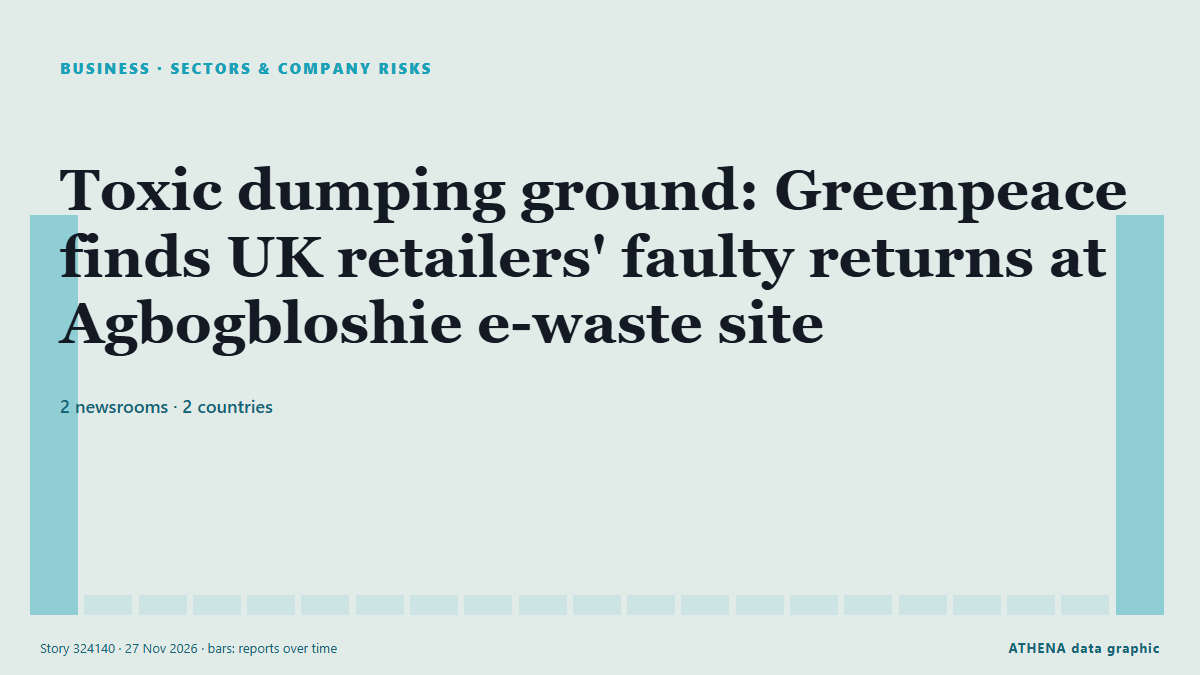 BUSINESS · SECTORS & COMPANY RISKS
Toxic dumping ground: Greenpeace
finds UK retailers' faulty returns at
Agbogbloshie e-waste site
2 newsrooms · 2 countries
Story 324140 · 27 Nov 2026 · bars: reports over time
ATHENA data graphic